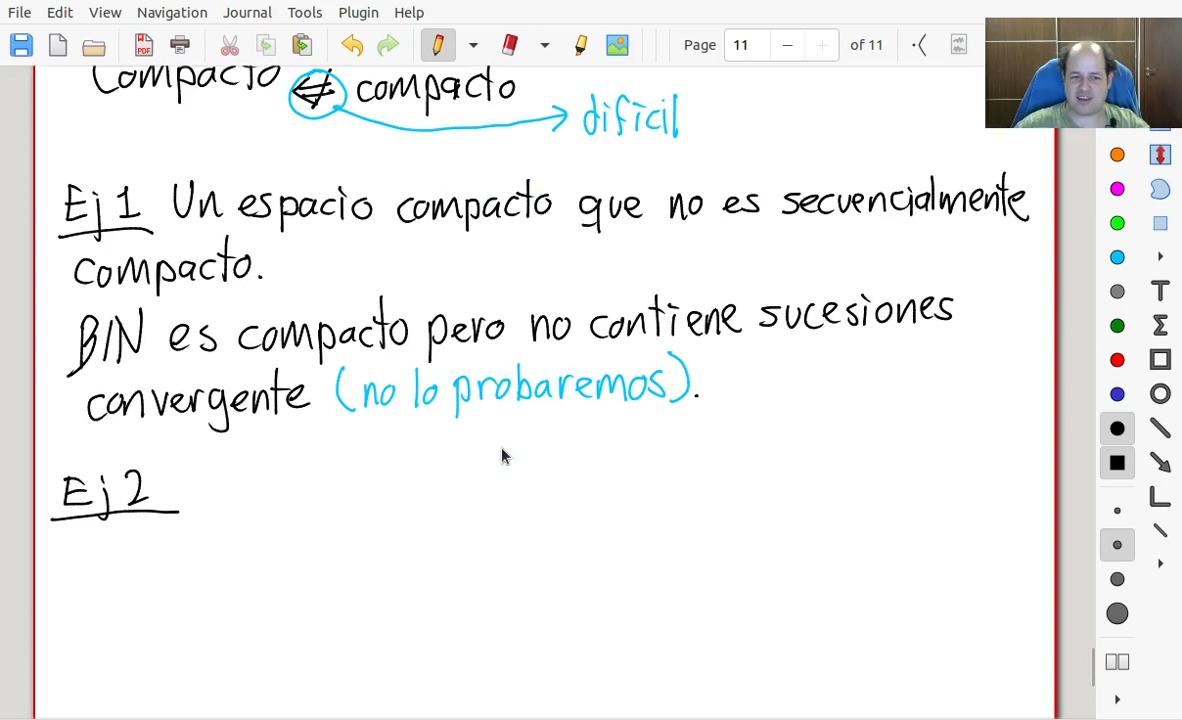 File Edit View Navigation Journal Tools Plugin Help
Page 11 of 11
Compacto ⇎ compacto
difícil
Ej 1 Un espacio compacto que no es secuencialmente
compacto.
βℕ es compacto pero no contiene sucesiones
convergente (no lo probaremos).
Ej 2